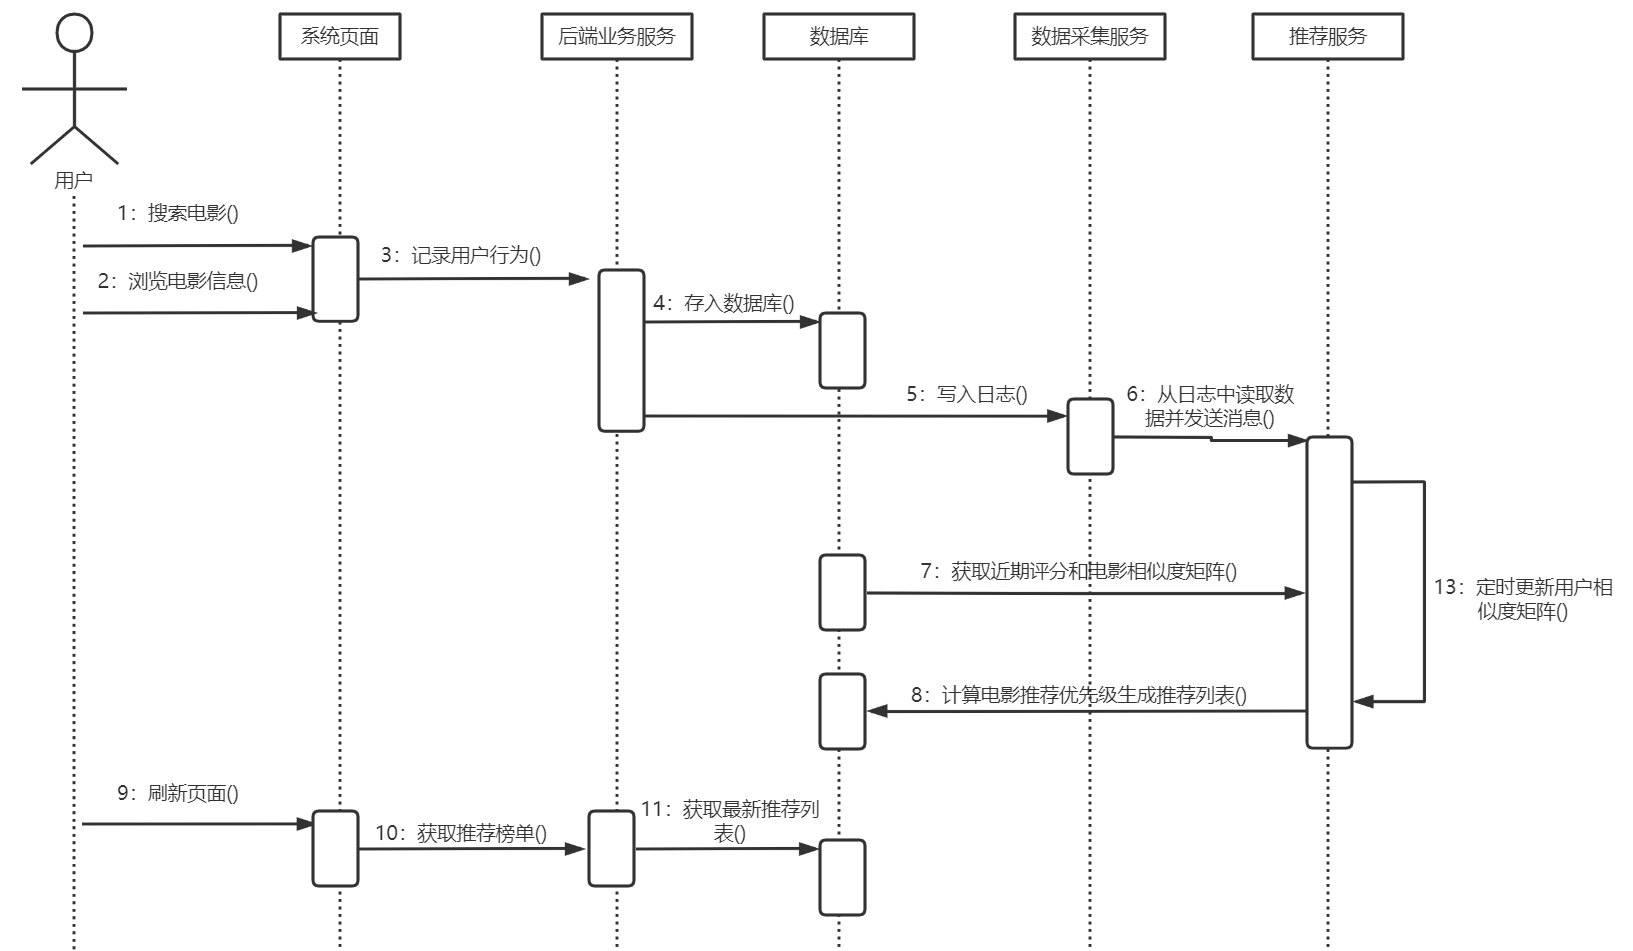 系统页面
后端业务服务
数据库
数据采集服务
推荐服务
用户
1：搜索电影()
2：浏览电影信息()
3：记录用户行为()
4：存入数据库()
5：写入日志()
6：从日志中读取数
据并发送消息()
7：获取近期评分和电影相似度矩阵()
13：定时更新用户相
似度矩阵()
8：计算电影推荐优先级生成推荐列表()
9：刷新页面()
10：获取推荐榜单()
11：获取最新推荐列
表()